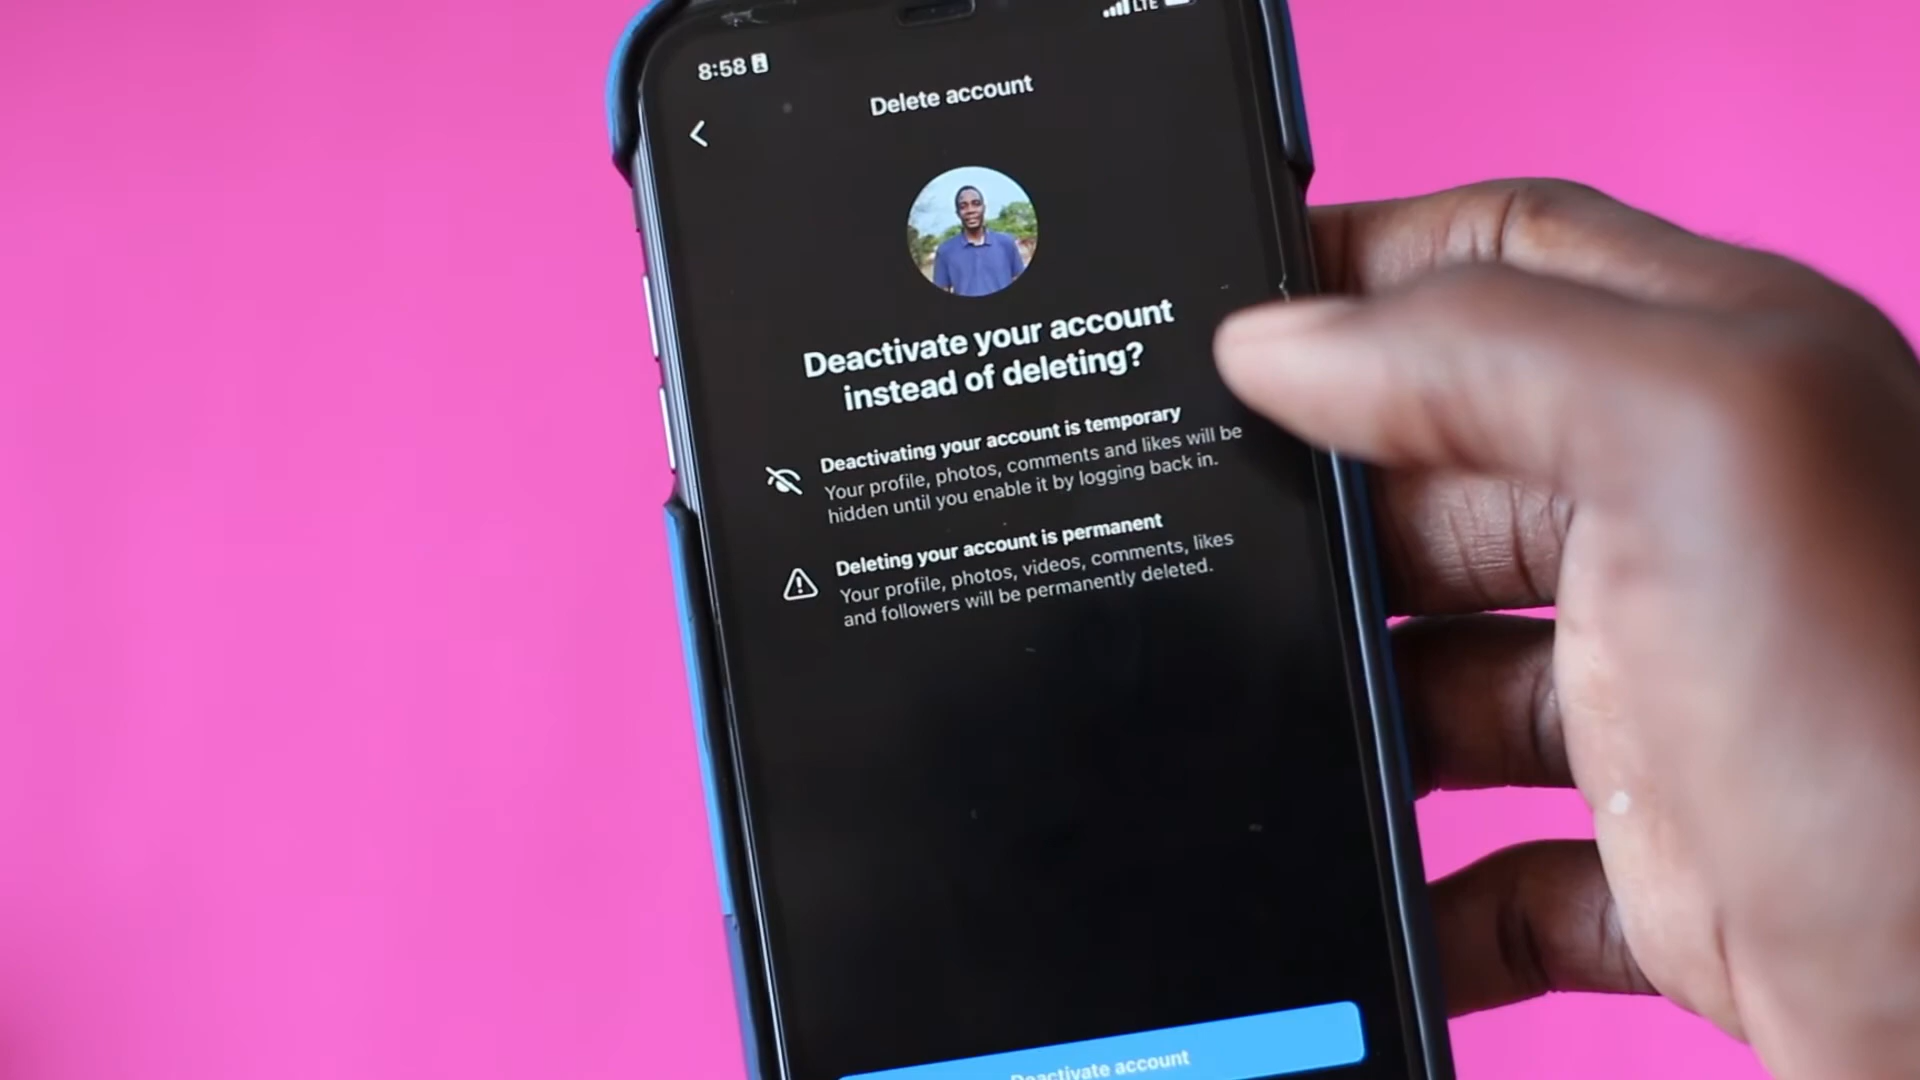 8:58
LTE
Delete account
Deactivate your account
instead of deleting?
Deactivating your account is temporary
Your profile, photos, comments and likes will be
hidden until you enable it by logging back in.
Deleting your account is permanent
Your profile, photos, videos, comments, likes
and followers will be permanently deleted.
Deactivate account